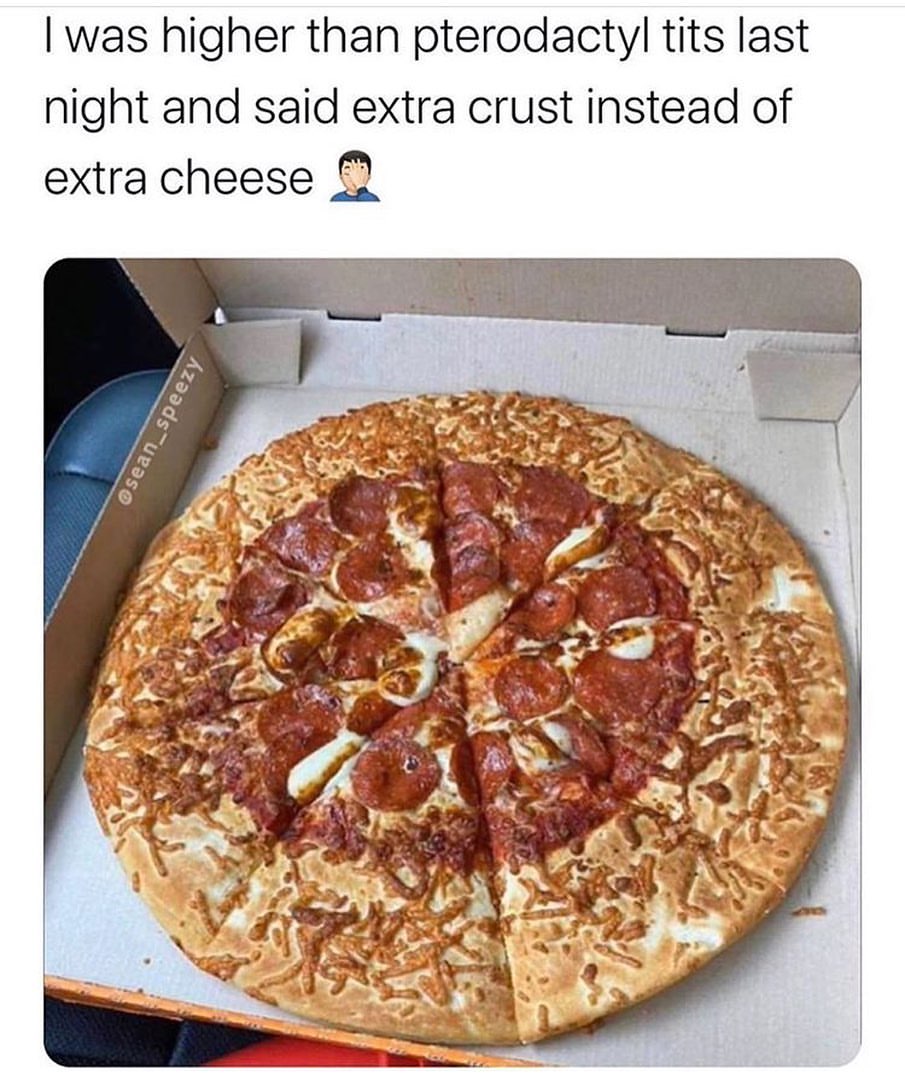 I was higher than pterodactyl tits last
night and said extra crust instead of
extra cheese 🤦🏻‍♂️
@sean_speezy